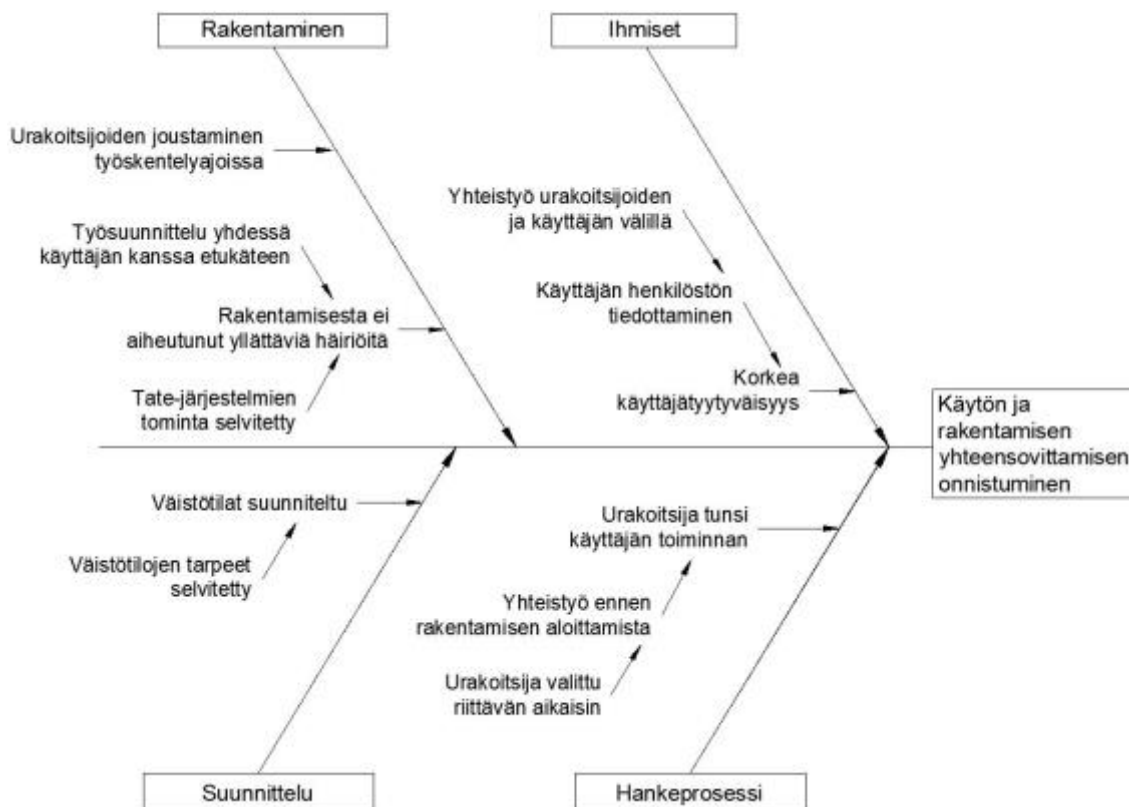 Rakentaminen
Ihmiset
Urakoitsijoiden joustaminen
työskentelyajoissa
Työsuunnittelu yhdessä
käyttäjän kanssa etukäteen
Rakentamisesta ei
aiheutunut yllättäviä häiriöitä
Tate-järjestelmien
tominta selvitetty
Yhteistyö urakoitsijoiden
ja käyttäjän välillä
Käyttäjän henkilöstön
tiedottaminen
Korkea
käyttäjätyytyväisyys
Käytön ja
rakentamisen
yhteensovittamisen
onnistuminen
Väistötilat suunniteltu
Väistötilojen tarpeet
selvitetty
Urakoitsija tunsi
käyttäjän toiminnan
Yhteistyö ennen
rakentamisen aloittamista
Urakoitsija valittu
riittävän aikaisin
Suunnittelu
Hankeprosessi